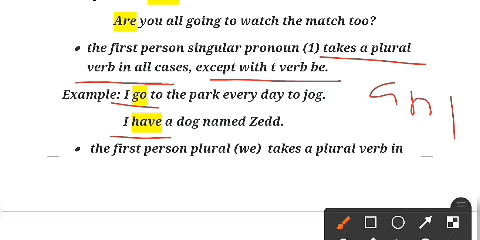 Are you all going to watch the match too?
• the first person singular pronoun (1) takes a plural
verb in all cases, except with t verb be.
Example: I go to the park every day to jog.
I have a dog named Zedd.
• the first person plural (we) takes a plural verb in